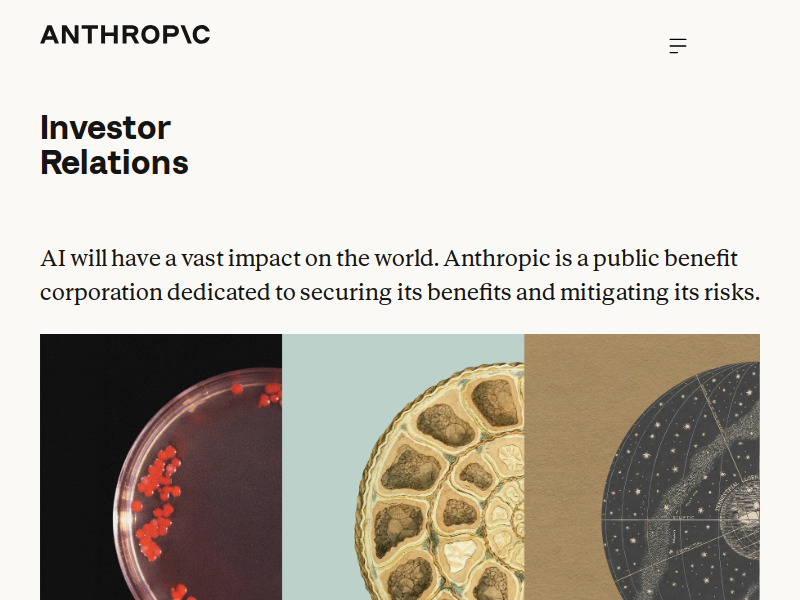 ANTHROP\C
Investor
Relations
AI will have a vast impact on the world. Anthropic is a public benefit
corporation dedicated to securing its benefits and mitigating its risks.